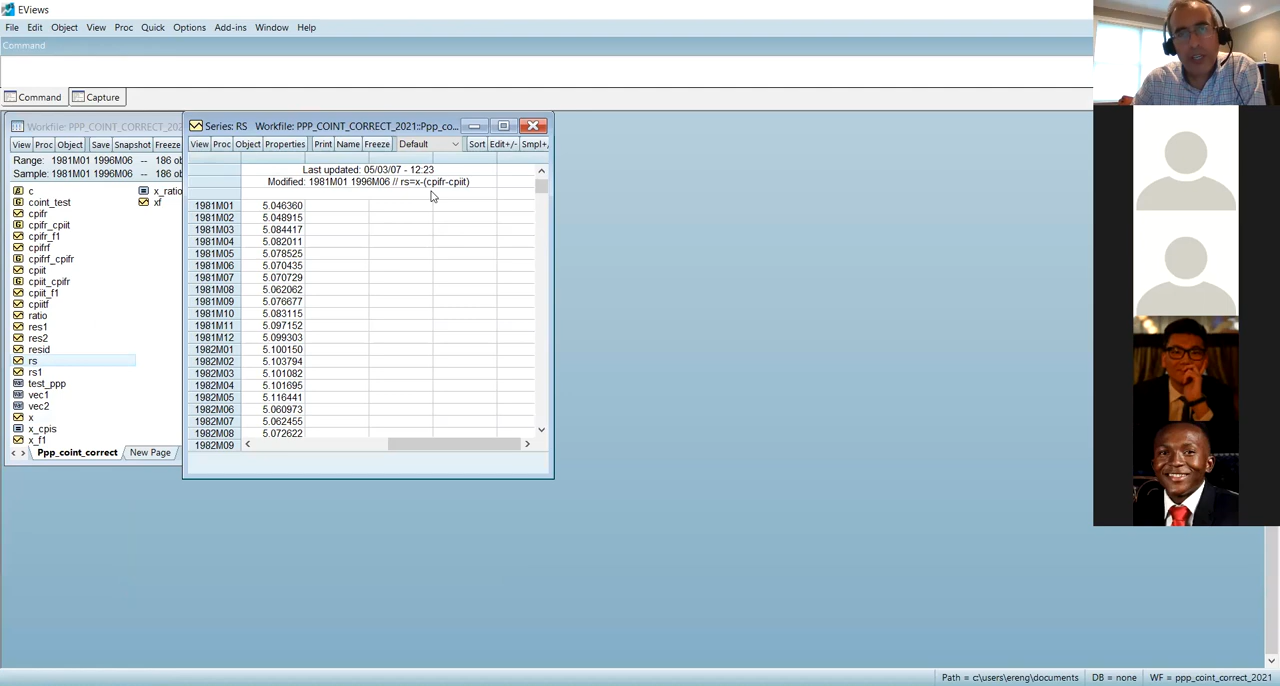 EViews
File Edit Object View Proc Quick Options Add-ins Window Help
Command
Command Capture
Workfile: PPP_COINT_CORRECT_202
View Proc Object Save Snapshot Freeze
Range: 1981M01 1996M06 -- 186 ob
Sample: 1981M01 1996M06 -- 186 ob
c
coint_test
cpifr
cpifr_cpiit
cpifr_f1
cpifrf
cpifrf_cpifr
cpiit
cpiit_cpifr
cpiit_f1
cpiitf
ratio
res1
res2
resid
rs
rs1
test_ppp
vec1
vec2
x
x_cpis
x_f1
x_ratio
xf
Ppp_coint_correct New Page
Series: RS Workfile: PPP_COINT_CORRECT_2021::Ppp_co...
View Proc Object Properties Print Name Freeze Default Sort Edit+/- Smpl+/
Last updated: 05/03/07 - 12:23
Modified: 1981M01 1996M06 // rs=x-(cpifr-cpiit)
1981M01 5.046360
1981M02 5.048915
1981M03 5.084417
1981M04 5.082011
1981M05 5.078525
1981M06 5.070435
1981M07 5.070729
1981M08 5.062062
1981M09 5.076677
1981M10 5.083115
1981M11 5.097152
1981M12 5.099303
1982M01 5.100150
1982M02 5.103794
1982M03 5.101082
1982M04 5.101695
1982M05 5.116441
1982M06 5.060973
1982M07 5.062455
1982M08 5.072622
1982M09
Path = c:\users\ereng\documents DB = none WF = ppp_coint_correct_2021